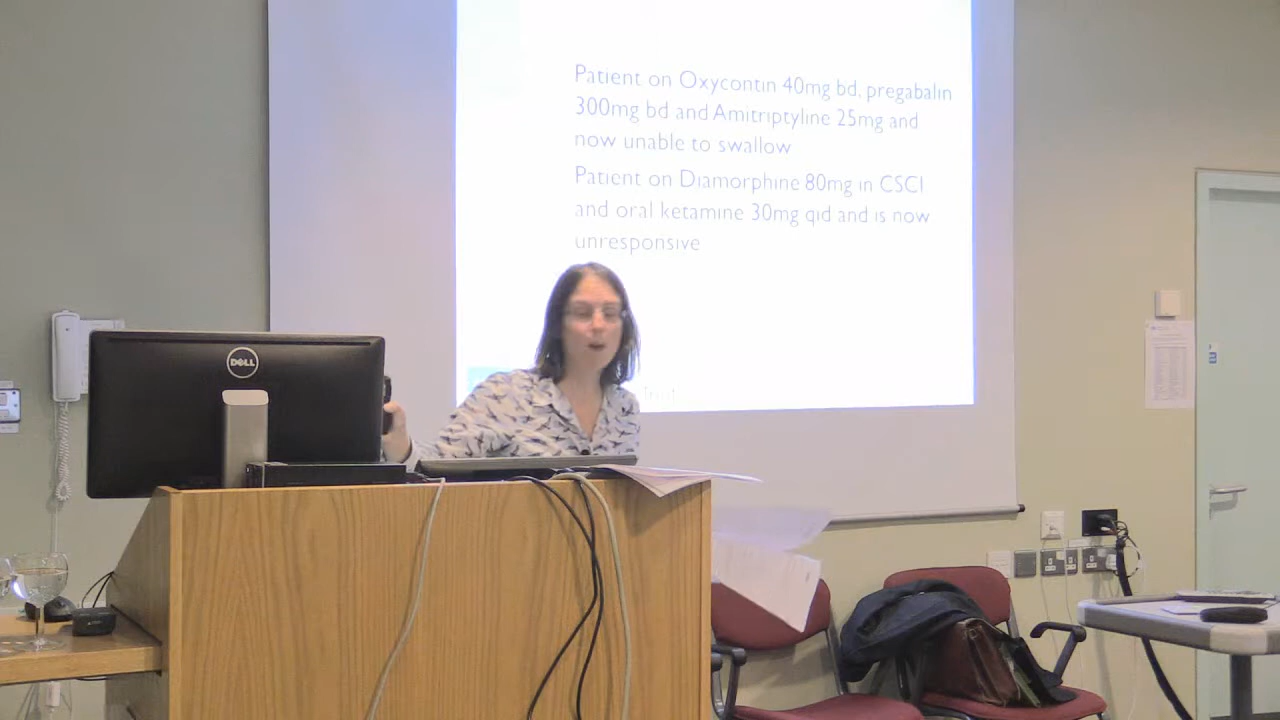 Patient on Oxycontin 40mg bd, pregabalin
300mg bd and Amitriptyline 25mg and
now unable to swallow
Patient on Diamorphine 80mg in CSCI
and oral ketamine 30mg qid and is now
unresponsive
DELL